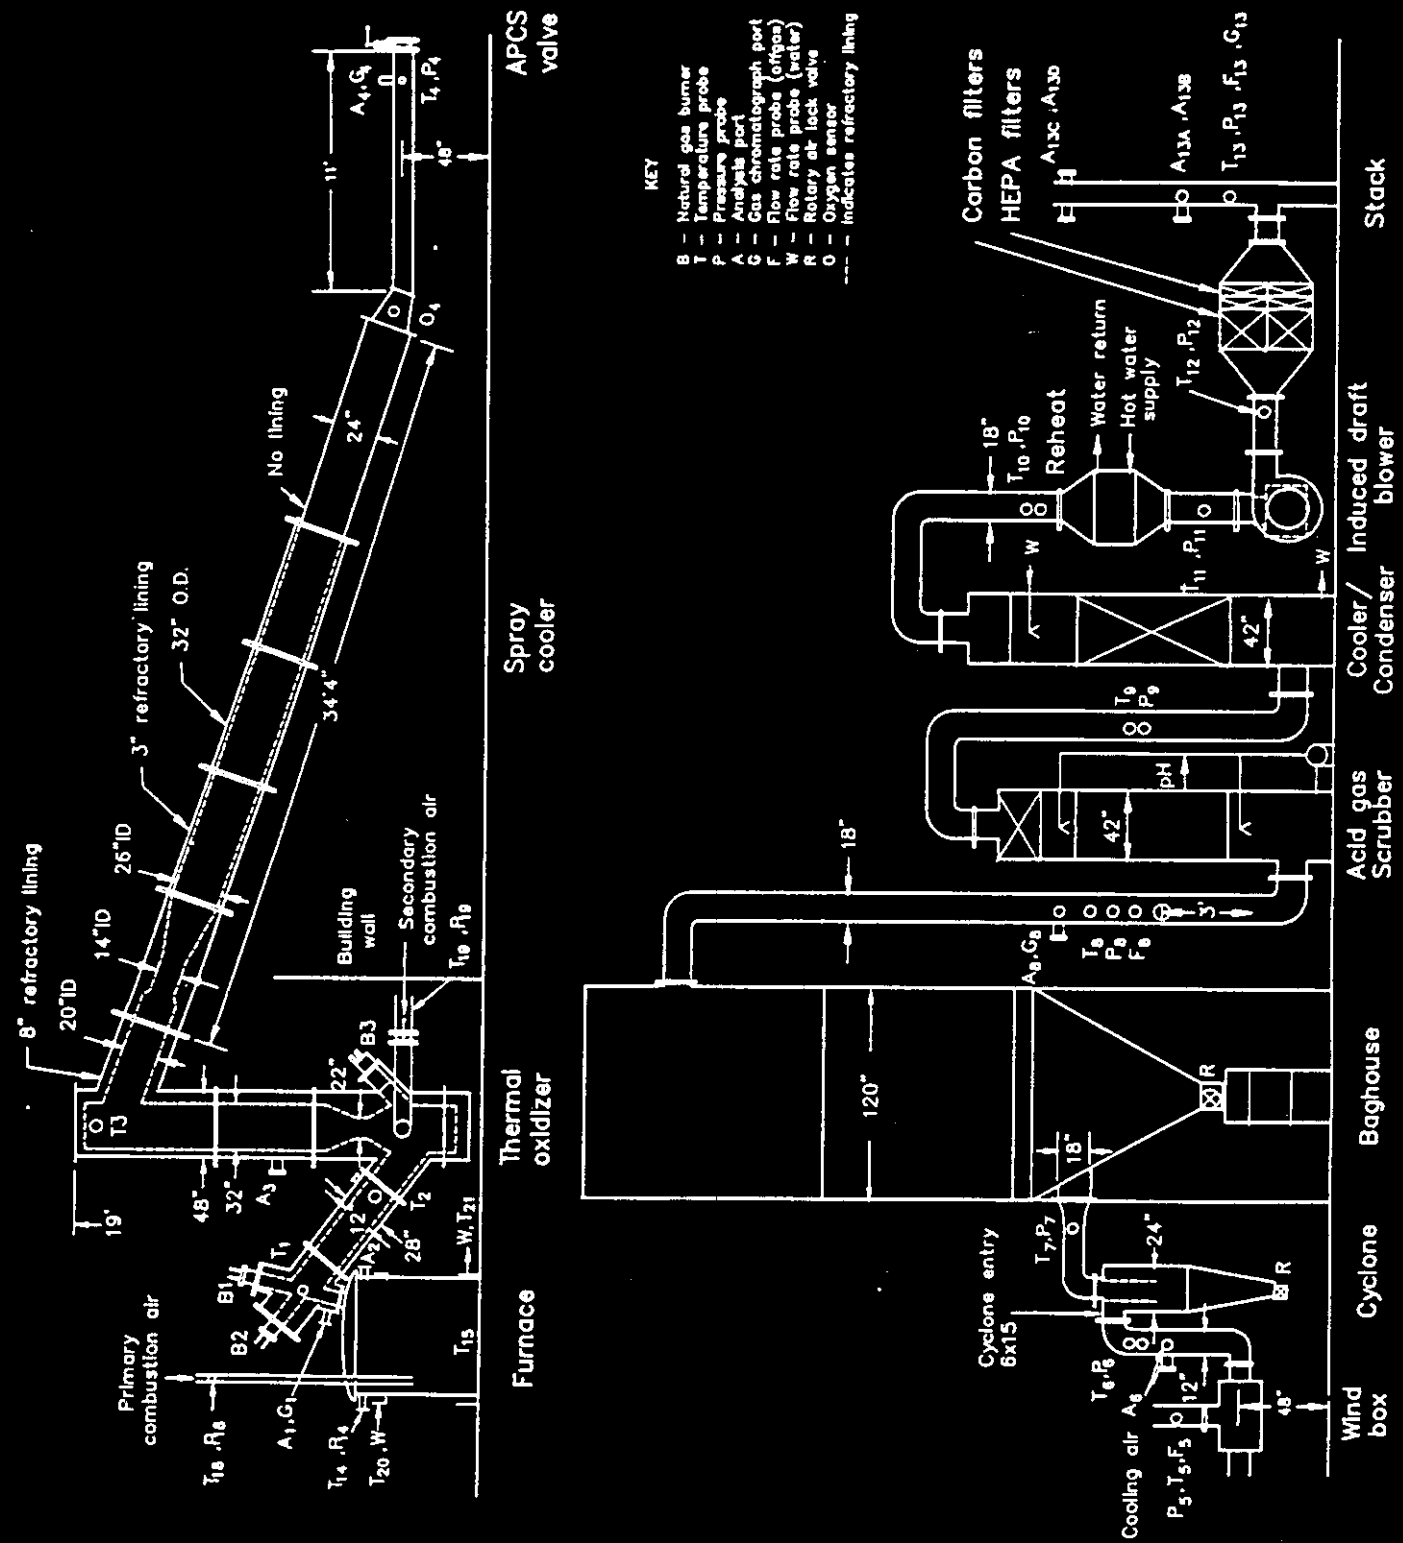 19'
T3
8" refractory lining
20"ID
14"ID
26"ID
3" refractory lining
32" O.D.
No lining
24"
34'4"
11'
A₄,G₄
T₄,P₄
O₄
48"
APCS
valve
Primary
combustion air
B2
B1
T₁
12"
T₂
A₂
28"
48"
32"
A₃
22"
B3
Building
wall
Secondary
combustion air
W,T₂₁
T₁₅
A₁,G₁
T₂₀,W
Furnace
Thermal
oxidizer
Spray
cooler
KEY
B - Natural gas burner
T - Temperature probe
P - Pressure probe
A - Analysis port
G - Gas chromatograph port
F - Flow rate probe (offgas)
W - Flow rate probe (water)
R - Rotary air lock valve
O - Oxygen sensor
--- - Indicates refractory lining
Cooling air
P₅,T₅,F₅
48"
12"
T₆,P₆
Cyclone entry
6x15
24"
R
T₇,P₇
18"
120"
R
A₈,G₈
T₈
P₈
F₈
3'
18"
42"
pH
T₉
P₉
42"
W
W
18"
T₁₀,P₁₀
Reheat
Water return
Hot water
supply
T₁₁,P₁₁
T₁₂,P₁₂
Carbon filters
HEPA filters
A₁₃C,A₁₃D
A₁₃A,A₁₃B
T₁₃,P₁₃,F₁₃,G₁₃
Wind
box
Cyclone
Baghouse
Acid gas
Scrubber
Cooler/
Condenser
Induced draft
blower
Stack